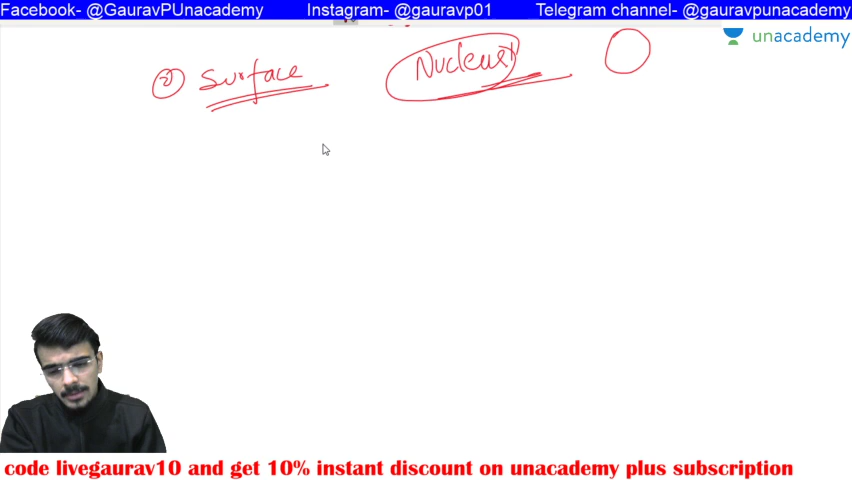 Facebook- @GauravPUnacademy Instagram- @gauravp01 Telegram channel- @gauravpunacademy
unacademy
② Surface Nucleus
code livegaurav10 and get 10% instant discount on unacademy plus subscription